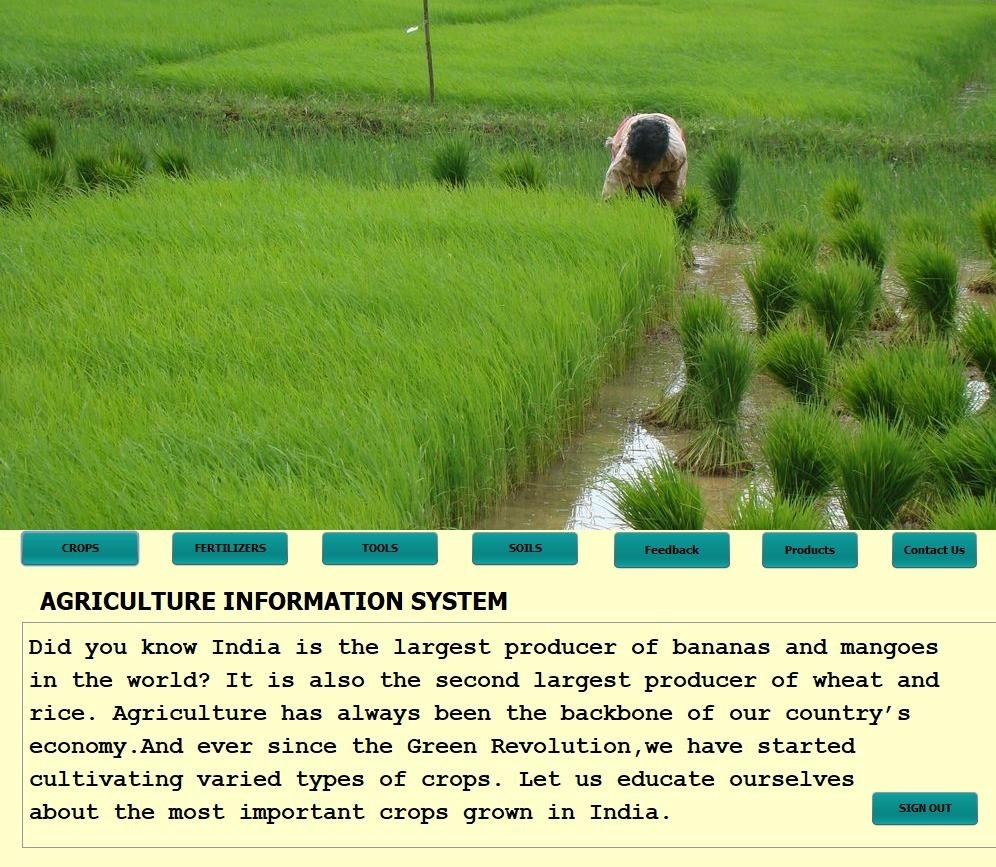 CROPS FERTILIZERS TOOLS SOILS Feedback Products Contact Us
AGRICULTURE INFORMATION SYSTEM
Did you know India is the largest producer of bananas and mangoes
in the world? It is also the second largest producer of wheat and
rice. Agriculture has always been the backbone of our country’s
economy.And ever since the Green Revolution,we have started
cultivating varied types of crops. Let us educate ourselves
about the most important crops grown in India.
SIGN OUT